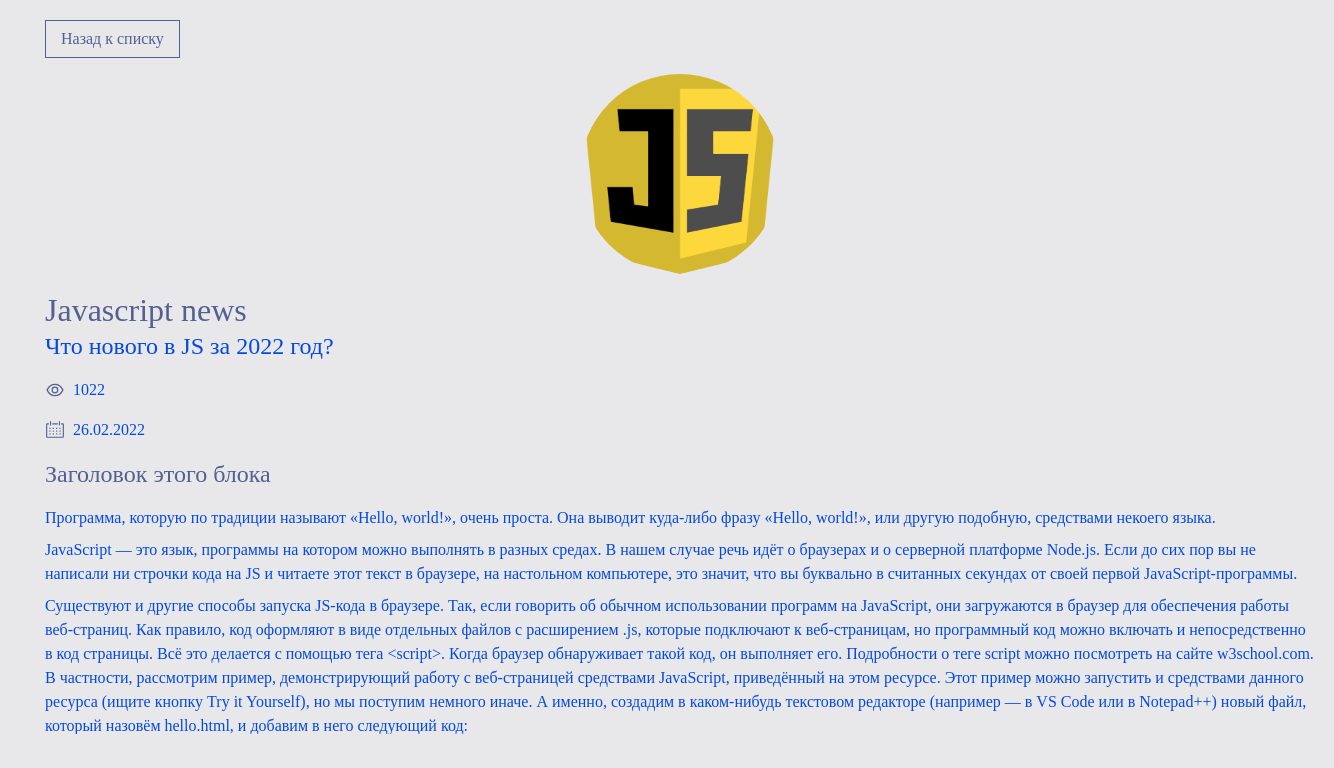 Назад к списку
JS
Javascript news
Что нового в JS за 2022 год?
1022
26.02.2022
Заголовок этого блока
Программа, которую по традиции называют «Hello, world!», очень проста. Она выводит куда-либо фразу «Hello, world!», или другую подобную, средствами некоего языка.
JavaScript — это язык, программы на котором можно выполнять в разных средах. В нашем случае речь идёт о браузерах и о серверной платформе Node.js. Если до сих пор вы не
написали ни строчки кода на JS и читаете этот текст в браузере, на настольном компьютере, это значит, что вы буквально в считанных секундах от своей первой JavaScript-программы.
Существуют и другие способы запуска JS-кода в браузере. Так, если говорить об обычном использовании программ на JavaScript, они загружаются в браузер для обеспечения работы
веб-страниц. Как правило, код оформляют в виде отдельных файлов с расширением .js, которые подключают к веб-страницам, но программный код можно включать и непосредственно
в код страницы. Всё это делается с помощью тега <script>. Когда браузер обнаруживает такой код, он выполняет его. Подробности о теге script можно посмотреть на сайте w3school.com.
В частности, рассмотрим пример, демонстрирующий работу с веб-страницей средствами JavaScript, приведённый на этом ресурсе. Этот пример можно запустить и средствами данного
ресурса (ищите кнопку Try it Yourself), но мы поступим немного иначе. А именно, создадим в каком-нибудь текстовом редакторе (например — в VS Code или в Notepad++) новый файл,
который назовём hello.html, и добавим в него следующий код: